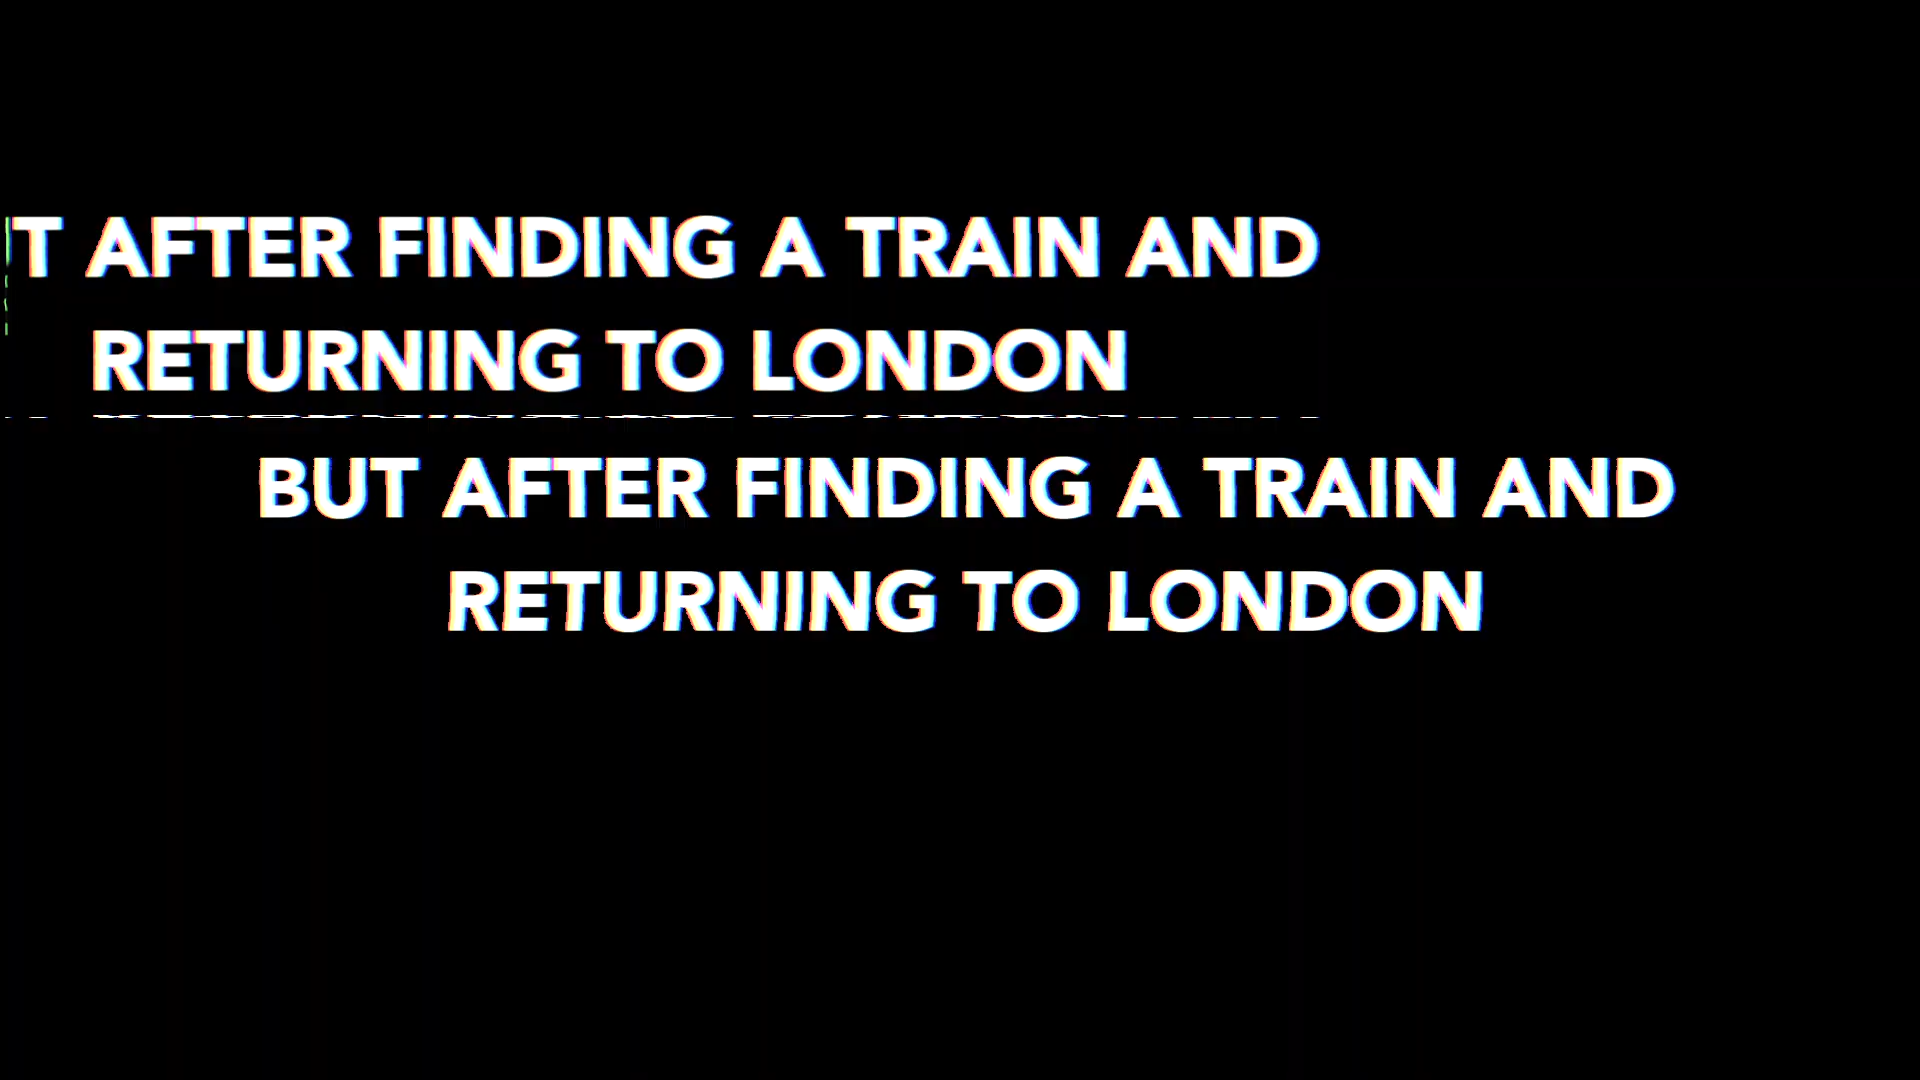 T AFTER FINDING A TRAIN AND
RETURNING TO LONDON
BUT AFTER FINDING A TRAIN AND
RETURNING TO LONDON